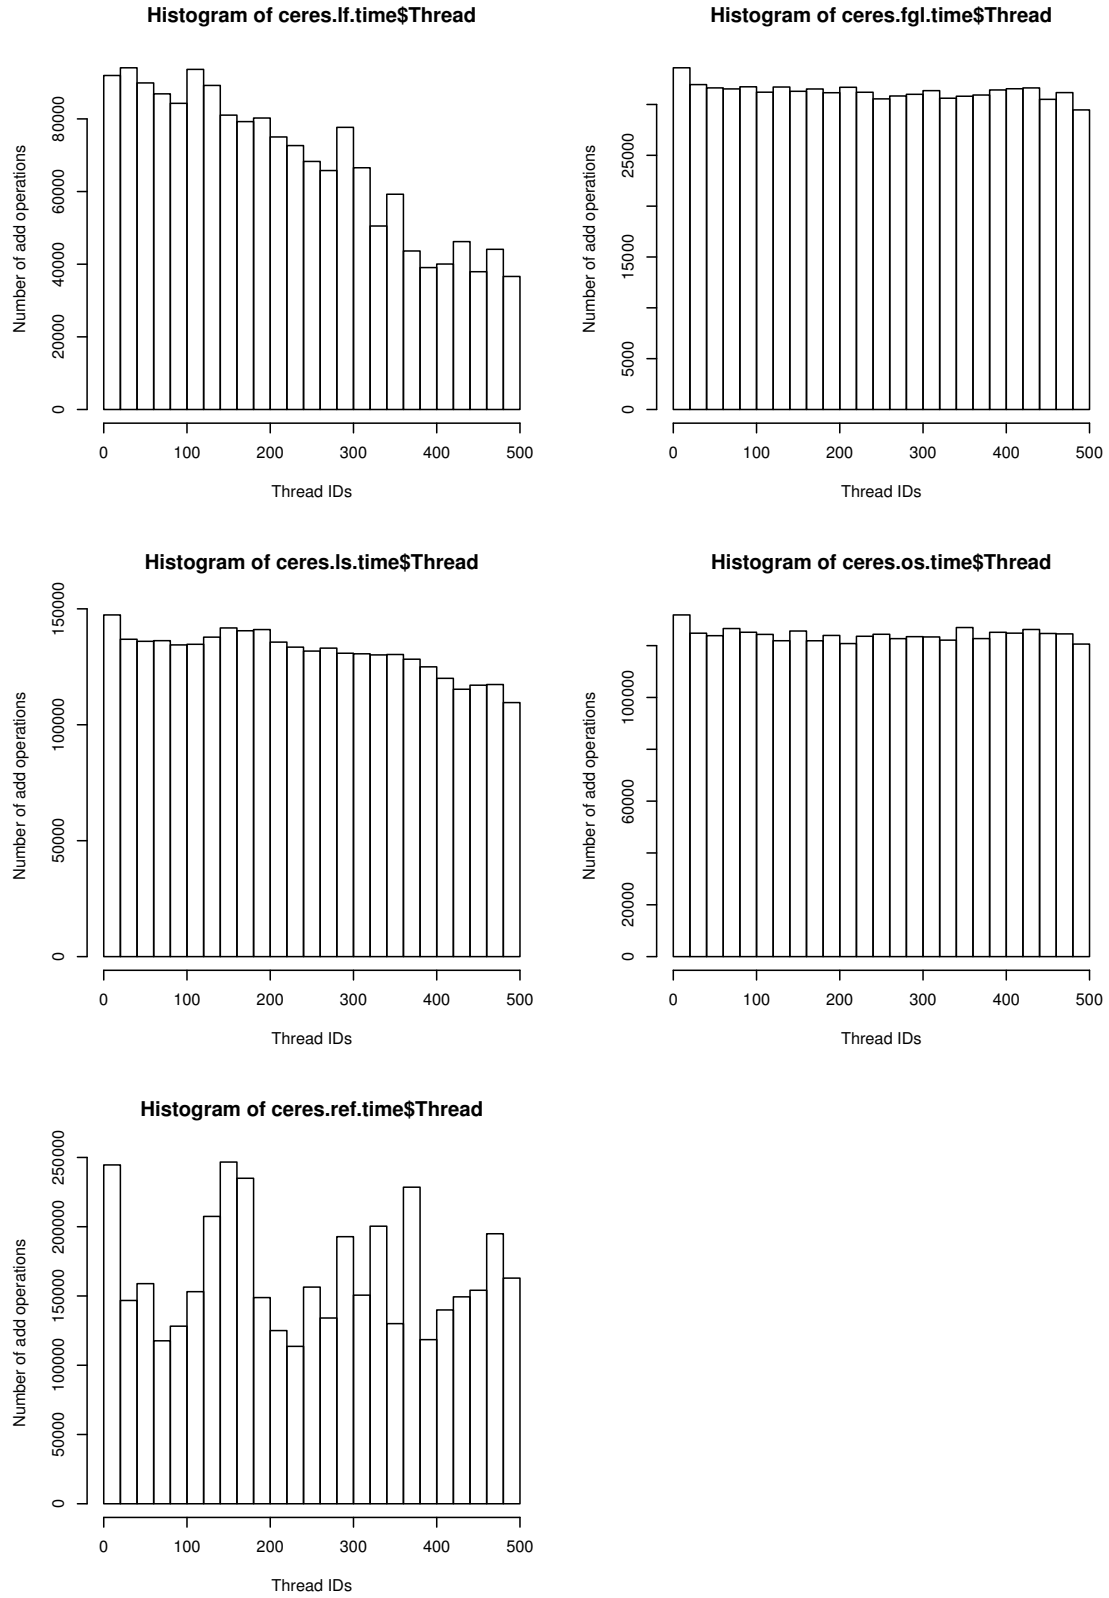 Histogram of ceres.lf.time$Thread
Number of add operations
0 20000 40000 60000 80000
0 100 200 300 400 500
Thread IDs
Histogram of ceres.fgl.time$Thread
Number of add operations
0 5000 15000 25000
0 100 200 300 400 500
Thread IDs
Histogram of ceres.ls.time$Thread
Number of add operations
0 50000 100000 150000
0 100 200 300 400 500
Thread IDs
Histogram of ceres.os.time$Thread
Number of add operations
0 20000 60000 100000
0 100 200 300 400 500
Thread IDs
Histogram of ceres.ref.time$Thread
Number of add operations
0 50000 100000 150000 200000 250000
0 100 200 300 400 500
Thread IDs